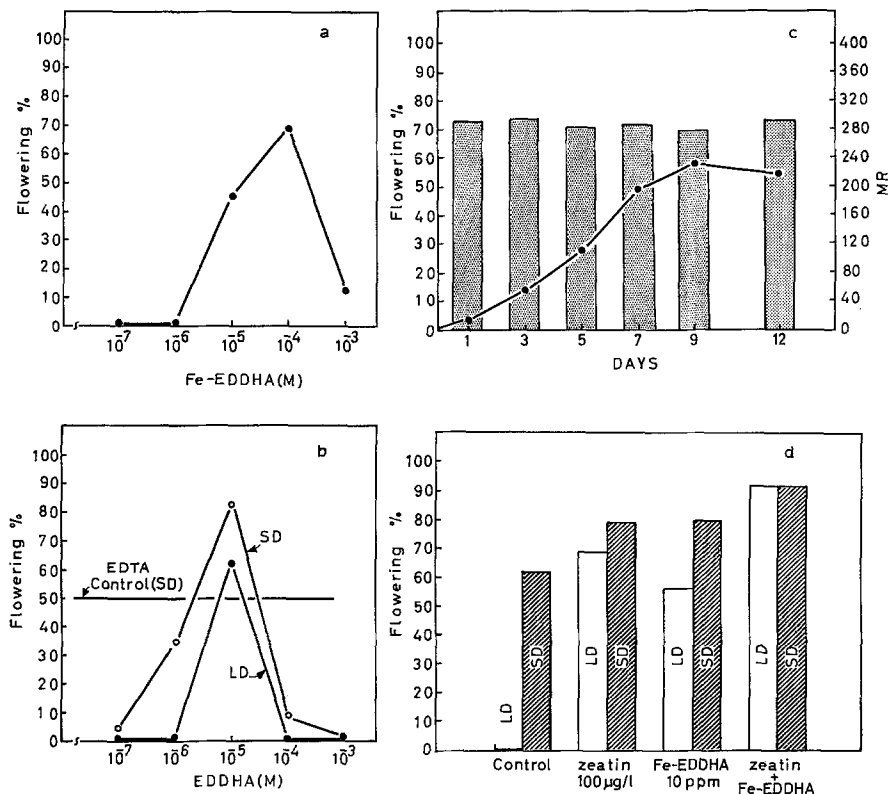 a
100
90
80
70
60
50
40
30
20
10
0
Flowering %
10⁻⁷ 10⁻⁶ 10⁻⁵ 10⁻⁴ 10⁻³
Fe-EDDHA(M)
c
100
90
80
70
60
50
40
30
20
10
0
Flowering %
400
360
320
280
240
200
160
120
80
40
0
MR
1 3 5 7 9 12
DAYS
b
100
90
80
70
60
50
40
30
20
10
0
Flowering %
SD
EDTA
Control(SD)
LD
10⁻⁷ 10⁻⁶ 10⁻⁵ 10⁻⁴ 10⁻³
EDDHA(M)
d
100
90
80
70
60
50
40
30
20
10
0
Flowering %
LD SD LD SD LD SD LD SD
Control zeatin Fe-EDDHA zeatin
100µg/l 10 ppm +
Fe-EDDHA